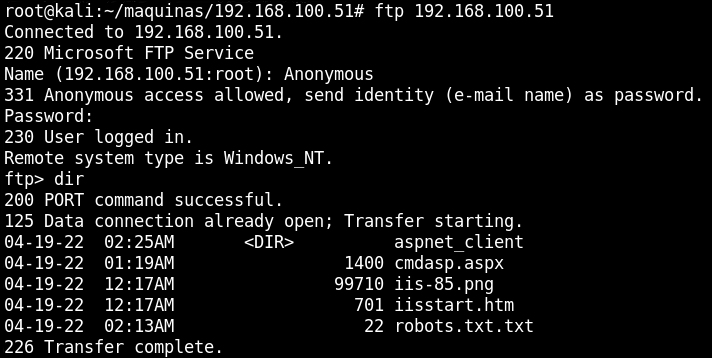 root@kali:~/maquinas/192.168.100.51# ftp 192.168.100.51
Connected to 192.168.100.51.
220 Microsoft FTP Service
Name (192.168.100.51:root): Anonymous
331 Anonymous access allowed, send identity (e-mail name) as password.
Password:
230 User logged in.
Remote system type is Windows_NT.
ftp> dir
200 PORT command successful.
125 Data connection already open; Transfer starting.
04-19-22  02:25AM       <DIR>          aspnet_client
04-19-22  01:19AM                 1400 cmdasp.aspx
04-19-22  12:17AM                99710 iis-85.png
04-19-22  12:17AM                  701 iisstart.htm
04-19-22  02:13AM                   22 robots.txt.txt
226 Transfer complete.